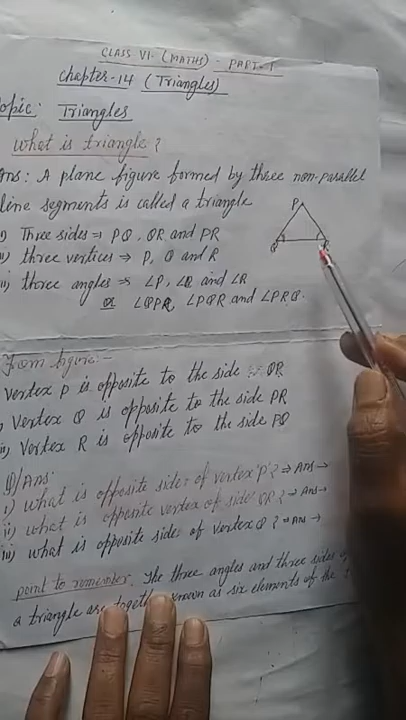 CLASS VI (MATHS) - PART-1
Chapter-14 (Triangles)
opic: Triangles
What is triangle?
Ans: A plane figure formed by three non-parallel
line segments is called a triangle
P
Q R
i) Three sides ⇒ PQ, QR and PR
ii) three vertices → P, Q and R
iii) three angles ⇒ ∠P, ∠Q and ∠R
OR ∠QPR, ∠PQR and ∠PRQ.
From figure:-
vertex P is opposite to the side QR
, vertex Q is opposite to the side PR
vertex R is opposite to the side PQ
Q/Ans:
i) what is opposite side of vertex 'P'? ⇒ Ans →
ii) what is opposite vertex of side QR? ⇒ Ans →
iii) what is opposite side of vertex Q? ⇒ Ans →
point to remember. The three angles and three sides of
a triangle are together known as six elements of the